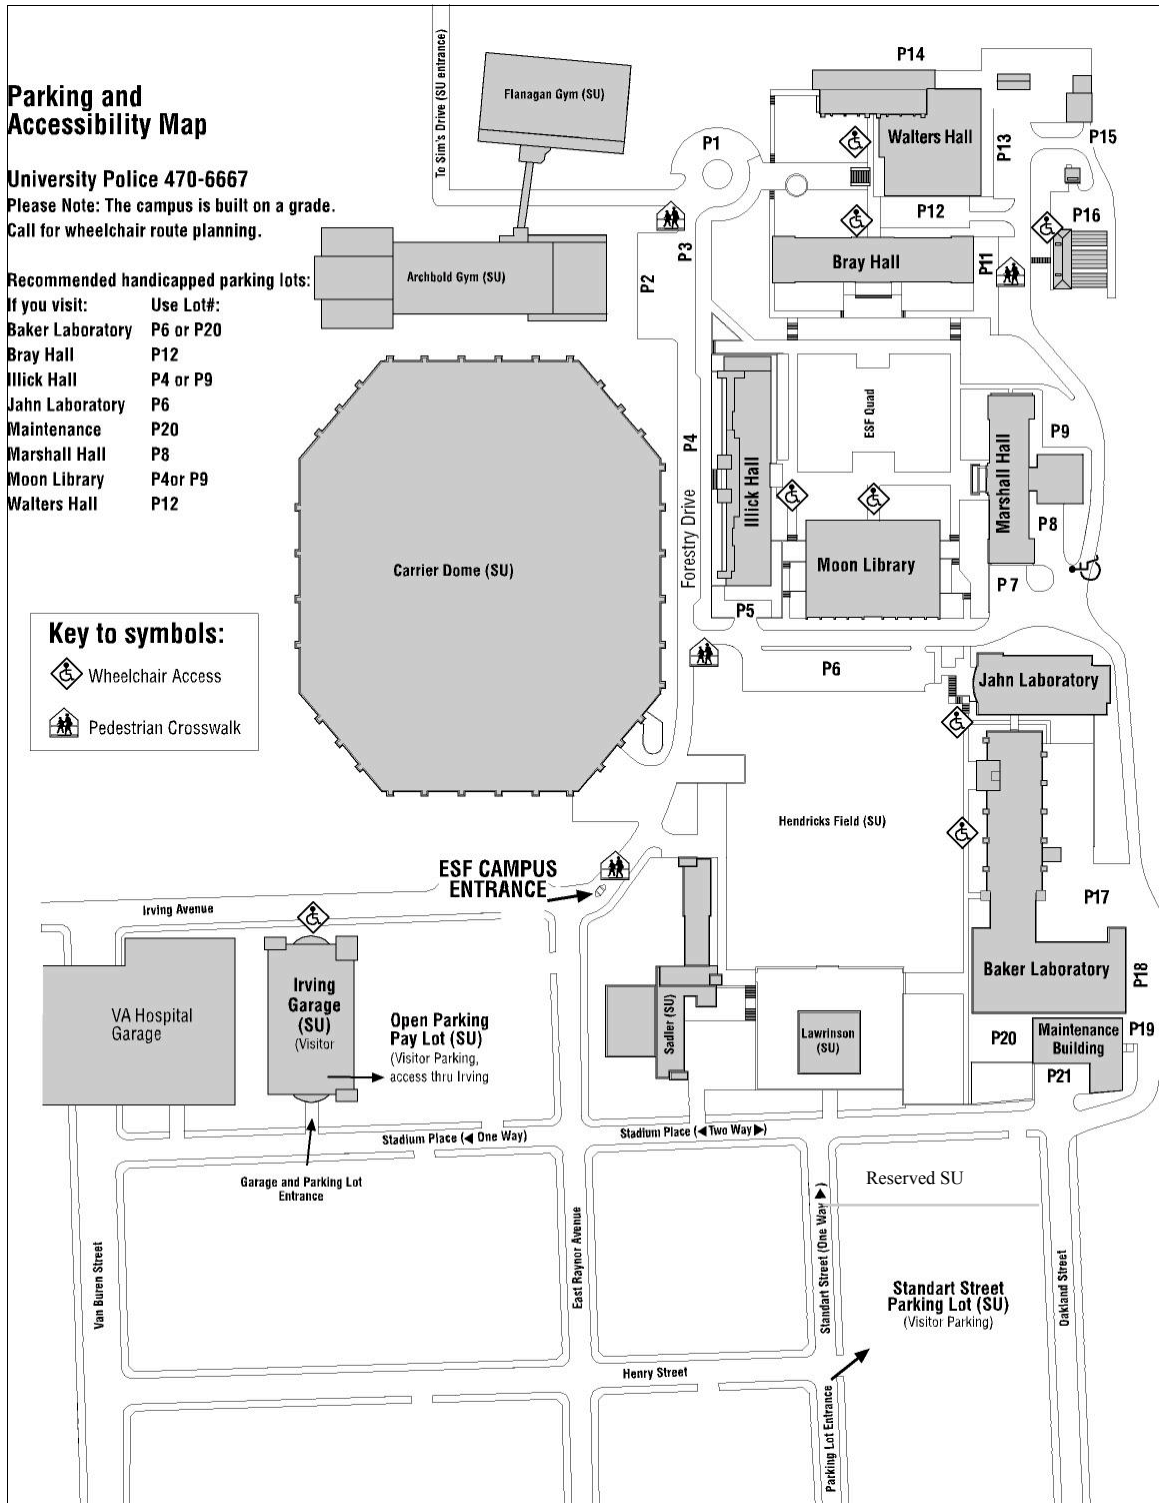 Parking and
Accessibility Map
University Police 470-6667
Please Note: The campus is built on a grade.
Call for wheelchair route planning.
Recommended handicapped parking lots:
If you visit: Use Lot#:
Baker Laboratory P6 or P20
Bray Hall P12
Illick Hall P4 or P9
Jahn Laboratory P6
Maintenance P20
Marshall Hall P8
Moon Library P4or P9
Walters Hall P12
Key to symbols:
Wheelchair Access
Pedestrian Crosswalk
To Sim's Drive (SU entrance)
Flanagan Gym (SU)
Archbold Gym (SU)
Carrier Dome (SU)
P1
P2
P3
P4
Forestry Drive
P14
Walters Hall
P13
P15
P12
P16
Bray Hall
P11
ESF Quad
Illick Hall
Marshall Hall
P9
P8
Moon Library
P7
P5
P6
Jahn Laboratory
Hendricks Field (SU)
P17
Baker Laboratory
P18
P20
Maintenance
Building
P19
P21
ESF CAMPUS
ENTRANCE
Irving Avenue
VA Hospital
Garage
Irving
Garage
(SU)
(Visitor
Open Parking
Pay Lot (SU)
(Visitor Parking,
access thru Irving
Sadler (SU)
Lawrinson
(SU)
Stadium Place (◀ One Way)
Stadium Place (◀ Two Way ▶)
Garage and Parking Lot
Entrance
Reserved SU
Van Buren Street
East Raynor Avenue
Standart Street (One Way ▶)
Oakland Street
Standart Street
Parking Lot (SU)
(Visitor Parking)
Henry Street
Parking Lot Entrance